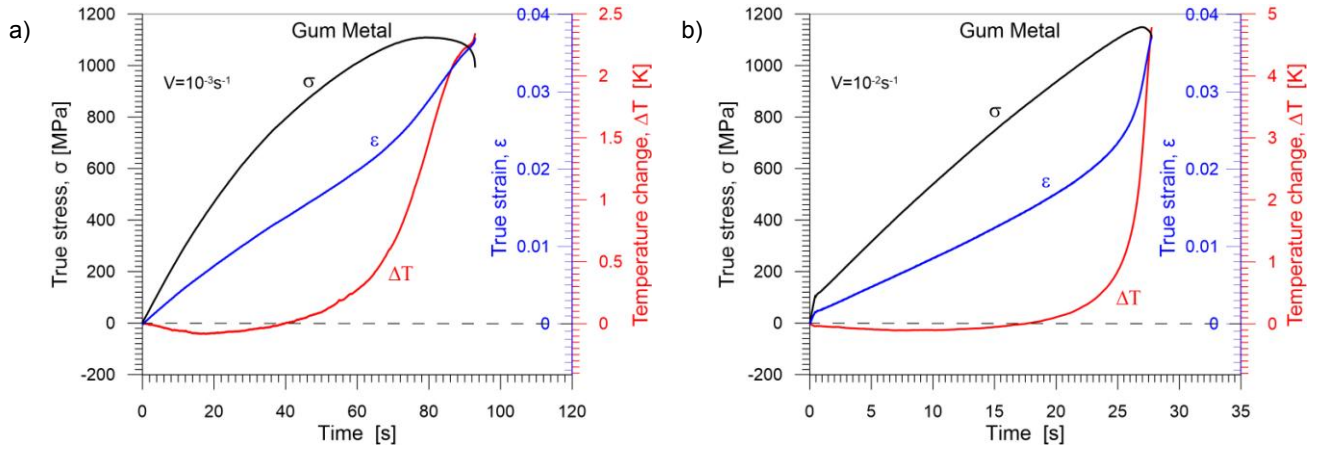 a)
Gum Metal
V=10⁻³s⁻¹
σ
ε
ΔT
True stress, σ [MPa]
1200
1000
800
600
400
200
0
-200
0 20 40 60 80 100 120
Time [s]
True strain, ε
0.04
0.03
0.02
0.01
0
Temperature change, ΔT [K]
2.5
2
1.5
1
0.5
0
b)
Gum Metal
V=10⁻²s⁻¹
σ
ε
ΔT
True stress, σ [MPa]
1200
1000
800
600
400
200
0
-200
0 5 10 15 20 25 30 35
Time [s]
True strain, ε
0.04
0.03
0.02
0.01
0
Temperature change, ΔT [K]
5
4
3
2
1
0